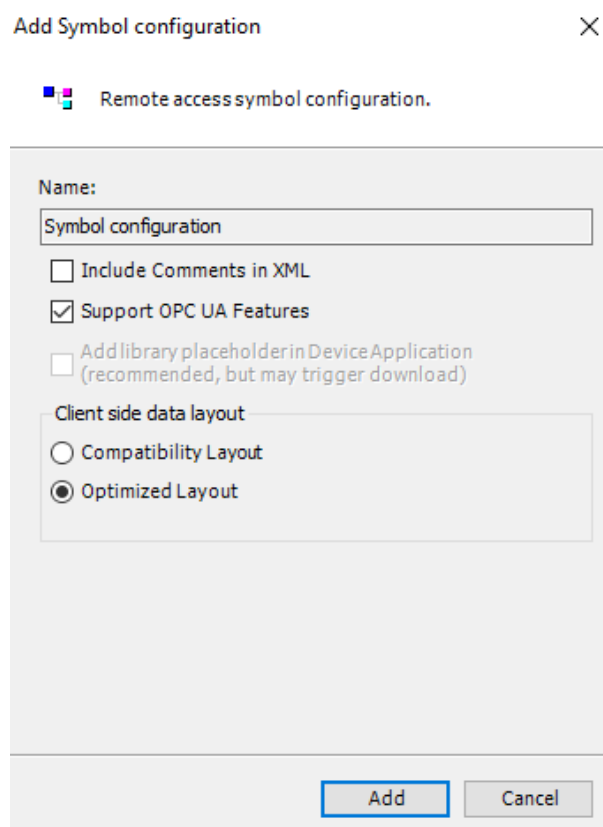 Add Symbol configuration
Remote access symbol configuration.
Name:
Symbol configuration
Include Comments in XML
Support OPC UA Features
Add library placeholder in Device Application
(recommended, but may trigger download)
Client side data layout
Compatibility Layout
Optimized Layout
Add
Cancel